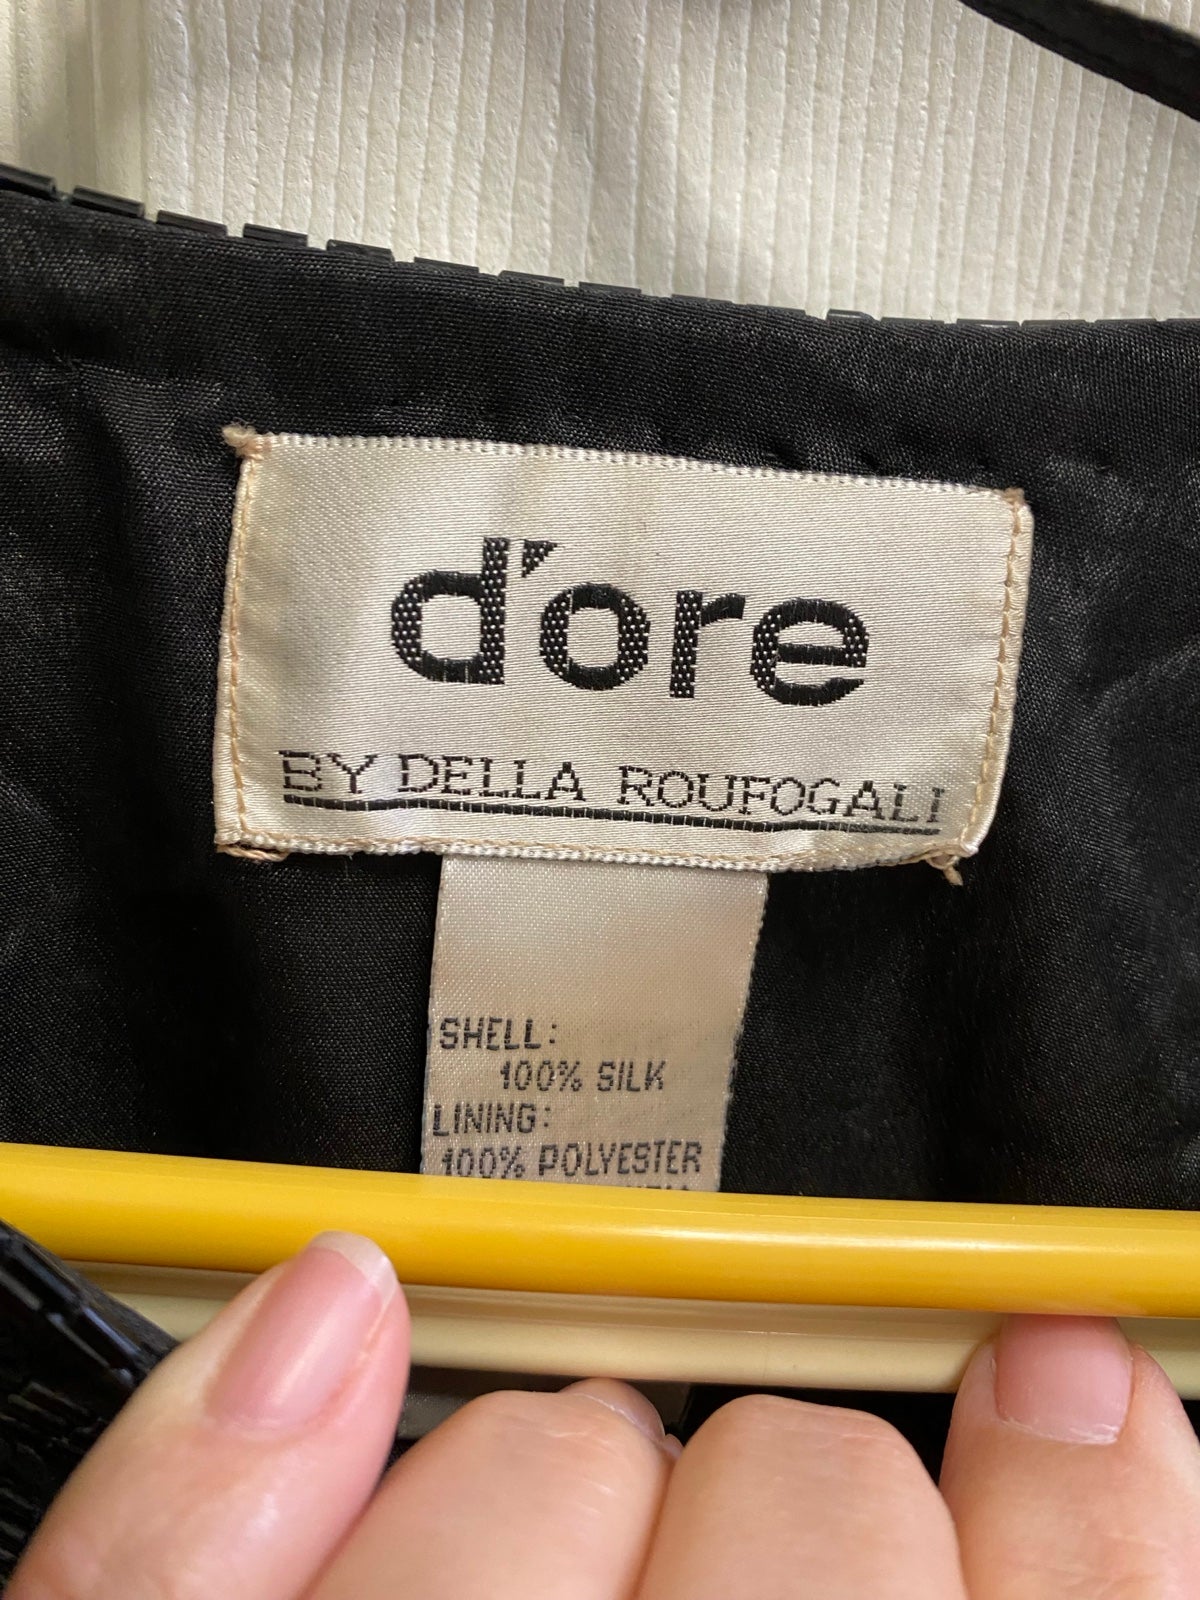 d'ore
BY DELLA ROUFOGALI
SHELL:
100% SILK
LINING:
100% POLYESTER